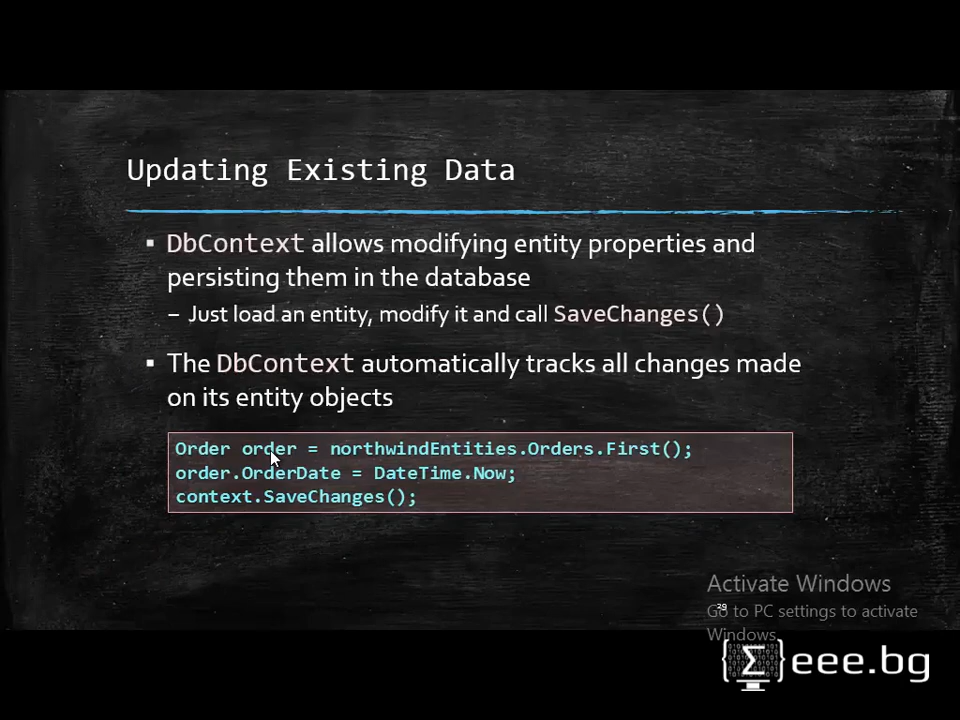 Updating Existing Data
▪ DbContext allows modifying entity properties and
persisting them in the database
– Just load an entity, modify it and call SaveChanges()
▪ The DbContext automatically tracks all changes made
on its entity objects
Order order = northwindEntities.Orders.First();
order.OrderDate = DateTime.Now;
context.SaveChanges();
Activate Windows
29
Go to PC settings to activate
Windows.
{Σ}eee.bg